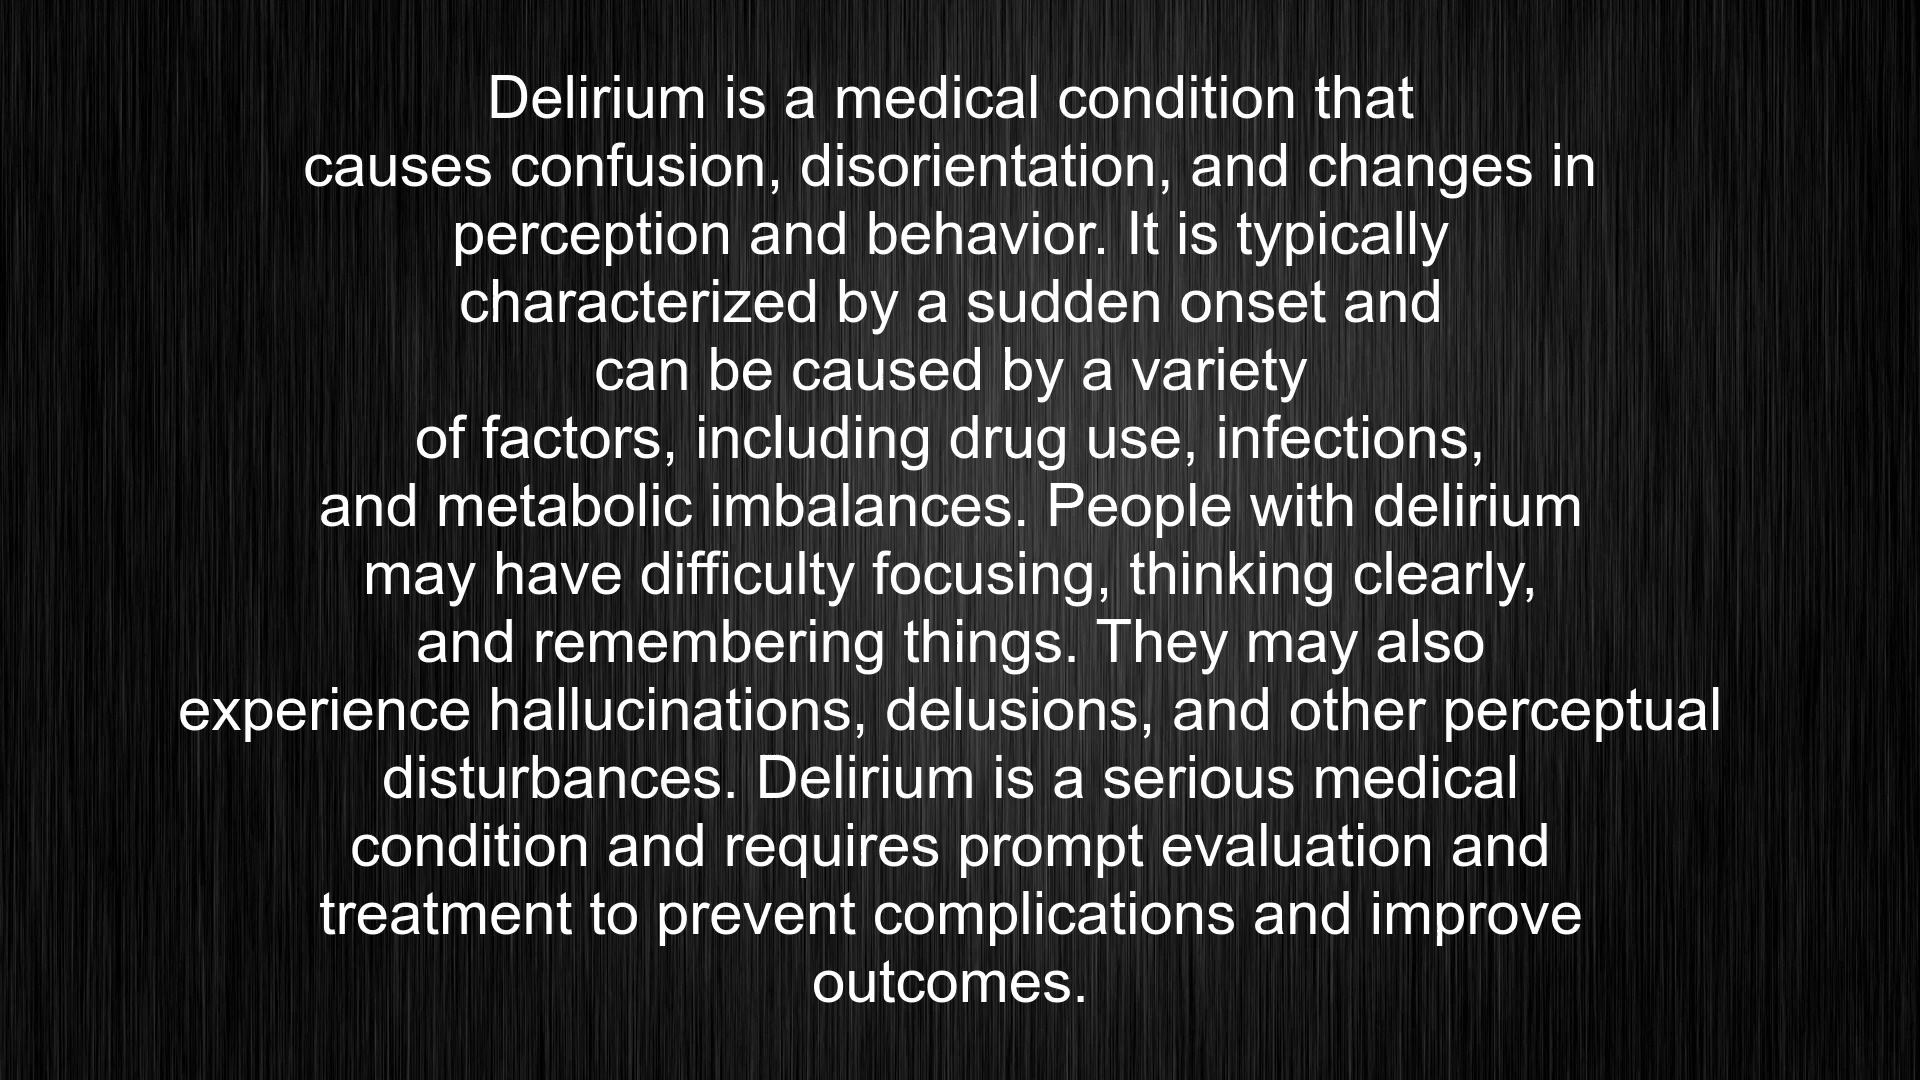 Delirium is a medical condition that
causes confusion, disorientation, and changes in
perception and behavior. It is typically
characterized by a sudden onset and
can be caused by a variety
of factors, including drug use, infections,
and metabolic imbalances. People with delirium
may have difficulty focusing, thinking clearly,
and remembering things. They may also
experience hallucinations, delusions, and other perceptual
disturbances. Delirium is a serious medical
condition and requires prompt evaluation and
treatment to prevent complications and improve
outcomes.